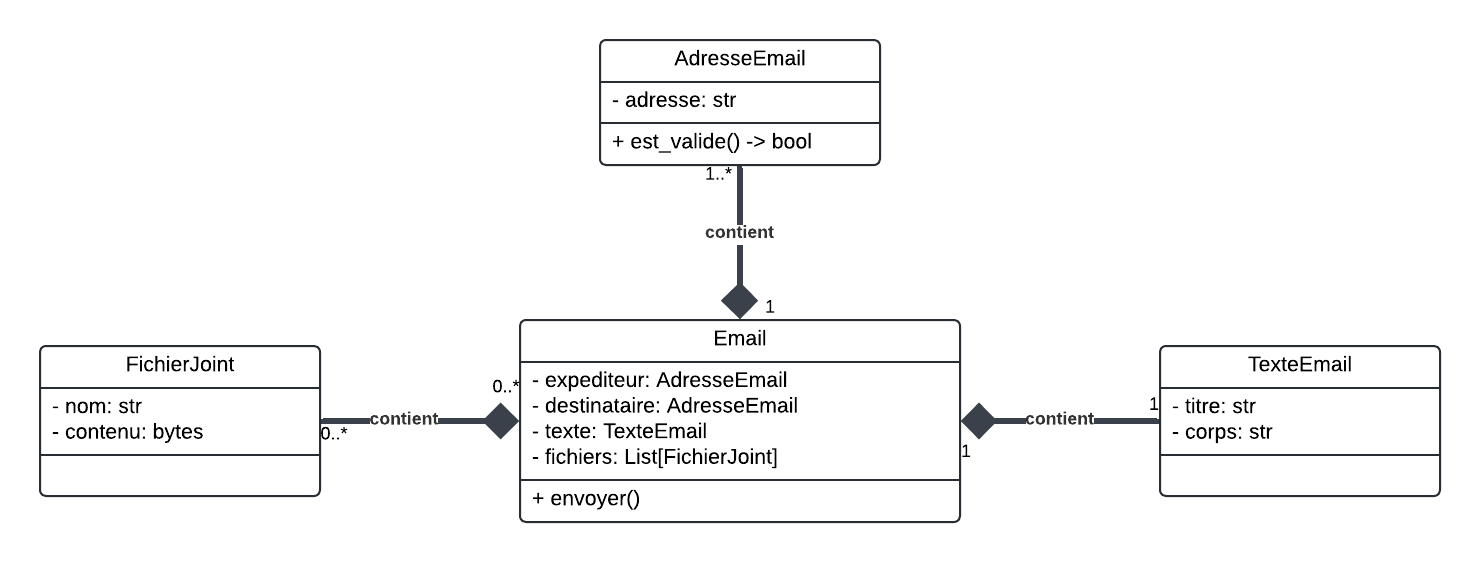 AdresseEmail
- adresse: str
+ est_valide() -> bool
1..*
contient
1
FichierJoint
- nom: str
- contenu: bytes
0..*
contient
0..*
Email
- expediteur: AdresseEmail
- destinataire: AdresseEmail
- texte: TexteEmail
- fichiers: List[FichierJoint]
+ envoyer()
1
contient
1
TexteEmail
- titre: str
- corps: str